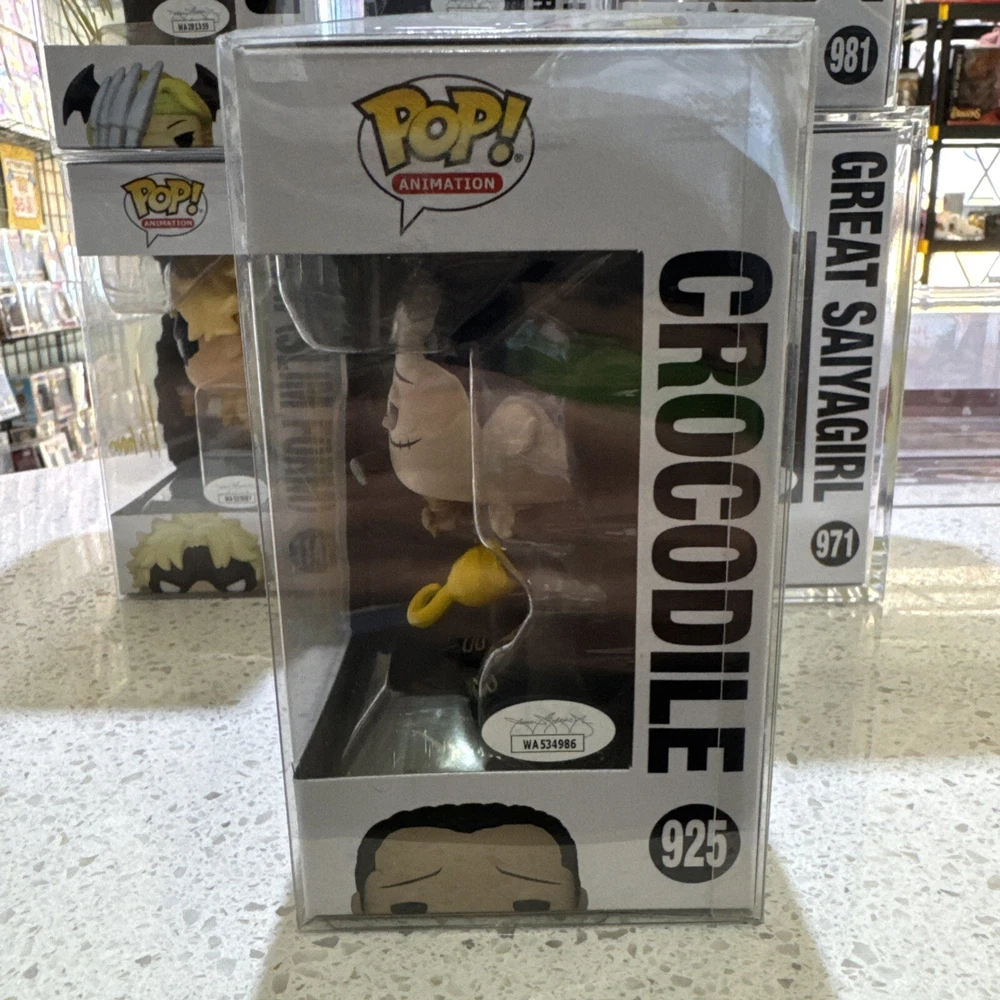 POP!
ANIMATION
CROCODILE
925
WA534986
POP!
ANIMATION
981
GREAT SAIYAGIRL
971